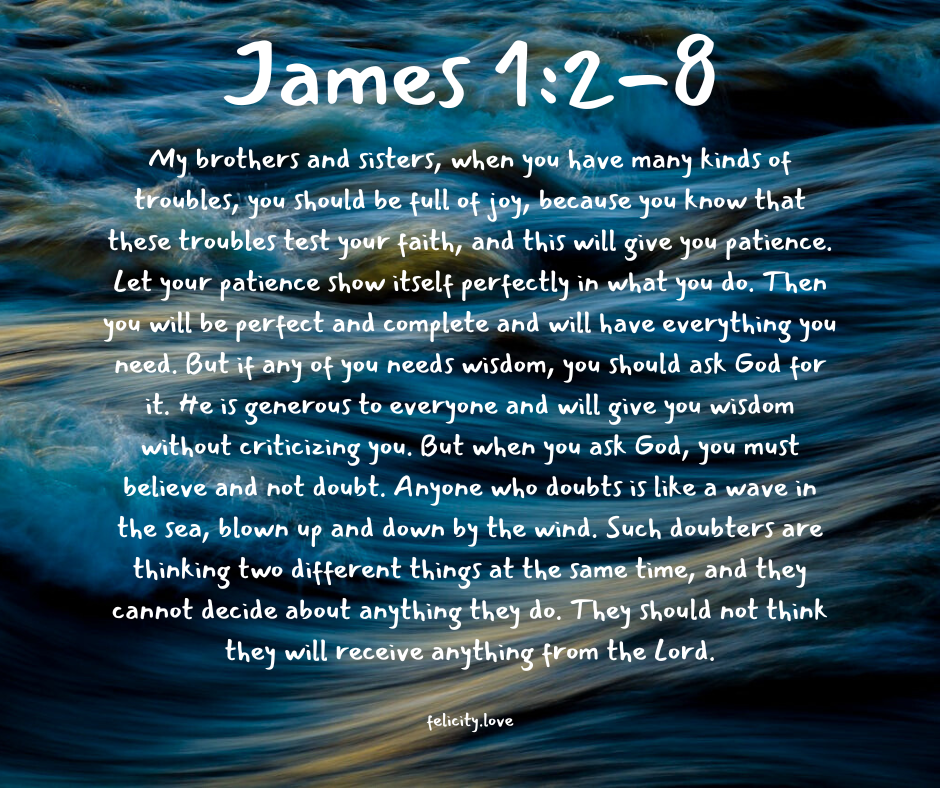 James 1:2–8
My brothers and sisters, when you have many kinds of
troubles, you should be full of joy, because you know that
these troubles test your faith, and this will give you patience.
Let your patience show itself perfectly in what you do. Then
you will be perfect and complete and will have everything you
need. But if any of you needs wisdom, you should ask God for
it. He is generous to everyone and will give you wisdom
without criticizing you. But when you ask God, you must
believe and not doubt. Anyone who doubts is like a wave in
the sea, blown up and down by the wind. Such doubters are
thinking two different things at the same time, and they
cannot decide about anything they do. They should not think
they will receive anything from the Lord.
felicity.love